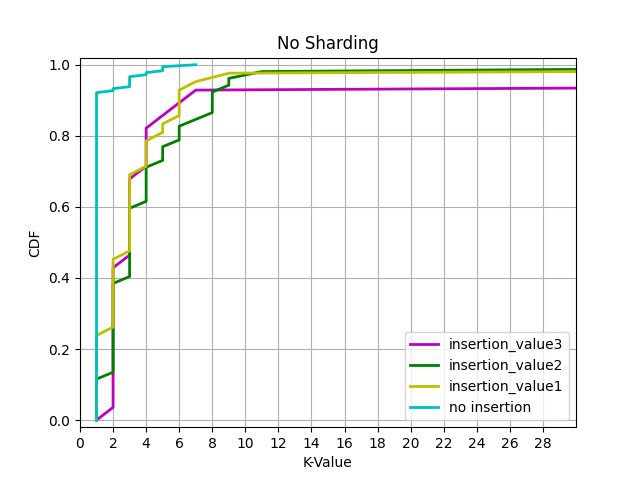 No Sharding
CDF
1.0
0.8
0.6
0.4
0.2
0.0
insertion_value3
insertion_value2
insertion_value1
no insertion
0 2 4 6 8 10 12 14 16 18 20 22 24 26 28
K-Value